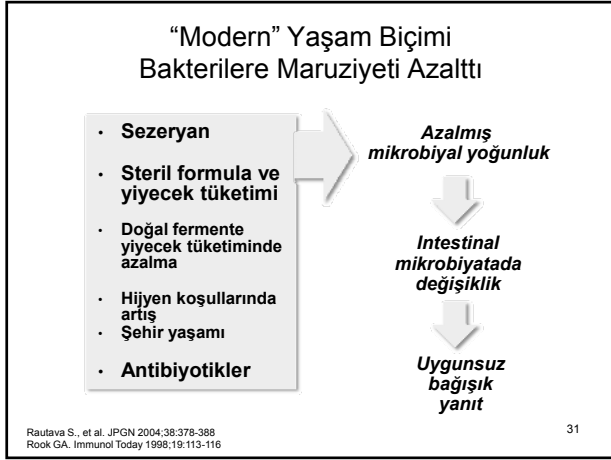 “Modern” Yaşam Biçimi
Bakterilere Maruziyeti Azalttı
• Sezeryan
• Steril formula ve
yiyecek tüketimi
• Doğal fermente
yiyecek tüketiminde
azalma
• Hijyen koşullarında
artış
• Şehir yaşamı
• Antibiyotikler
Azalmış
mikrobiyal yoğunluk
Intestinal
mikrobiyatada
değişiklik
Uygunsuz
bağışık
yanıt
Rautava S., et al. JPGN 2004;38:378-388
Rook GA. Immunol Today 1998;19:113-116
31